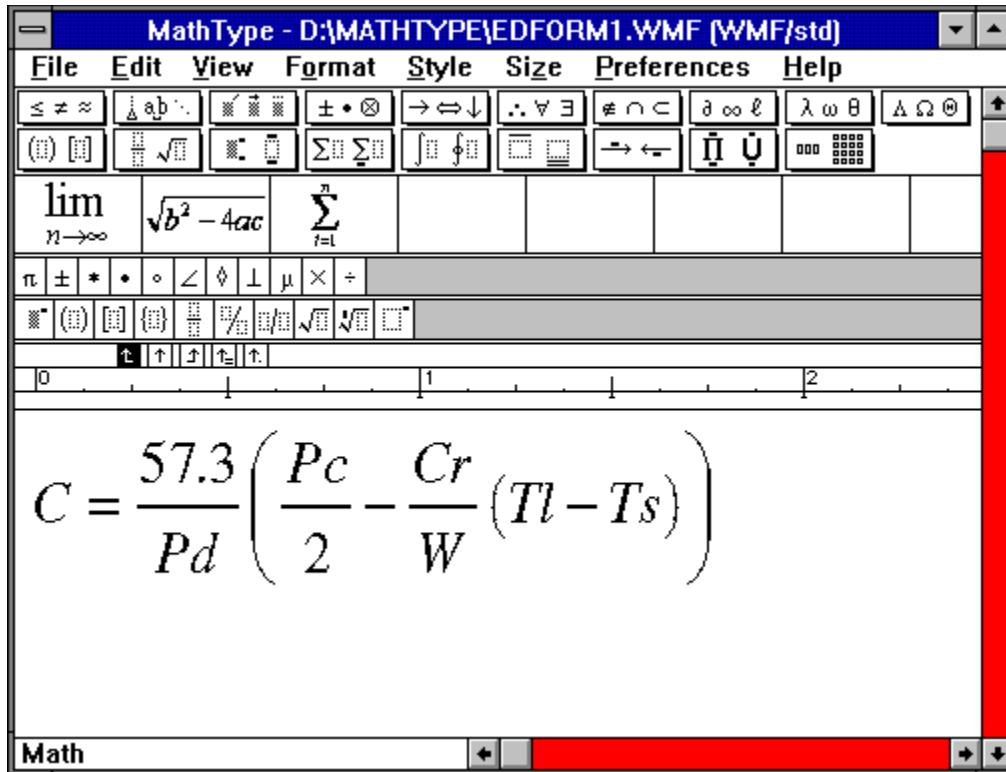 MathType - D:\MATHTYPE\EDFORM1.WMF (WMF/std)
File Edit View Format Style Size Preferences Help
≤ ≠ ≈ ab ± • ⊗ → ⇔ ↓ ∴ ∀ ∃ ∉ ∩ ⊂ ∂ ∞ ℓ λ ω θ Λ Ω Θ
(▯) [▯] √▯ Σ▯ Σ▯ ∫▯ ∮▯ → ← Π̄ U̇
lim n→∞ √b² − 4ac n ∑ i=1
π ± * • ∘ ∠ ◊ ⊥ μ × ÷
(▯) [▯] {▯} ▯/▯ ▯/▯ √▯ ∛▯
0 1 2
C = 57.3/Pd (Pc/2 − Cr/W (Tl − Ts))
Math